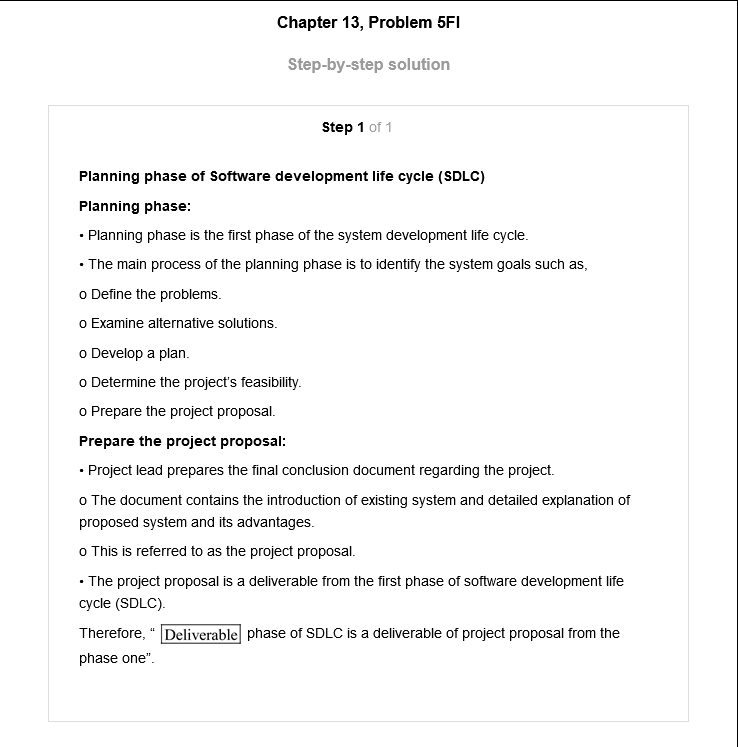 Chapter 13, Problem 5FI
Step-by-step solution
Step 1 of 1
Planning phase of Software development life cycle (SDLC)
Planning phase:
• Planning phase is the first phase of the system development life cycle.
• The main process of the planning phase is to identify the system goals such as,
o Define the problems.
o Examine alternative solutions.
o Develop a plan.
o Determine the project's feasibility.
o Prepare the project proposal.
Prepare the project proposal:
• Project lead prepares the final conclusion document regarding the project.
o The document contains the introduction of existing system and detailed explanation of
proposed system and its advantages.
o This is referred to as the project proposal.
• The project proposal is a deliverable from the first phase of software development life
cycle (SDLC).
Therefore, “ Deliverable phase of SDLC is a deliverable of project proposal from the
phase one”.